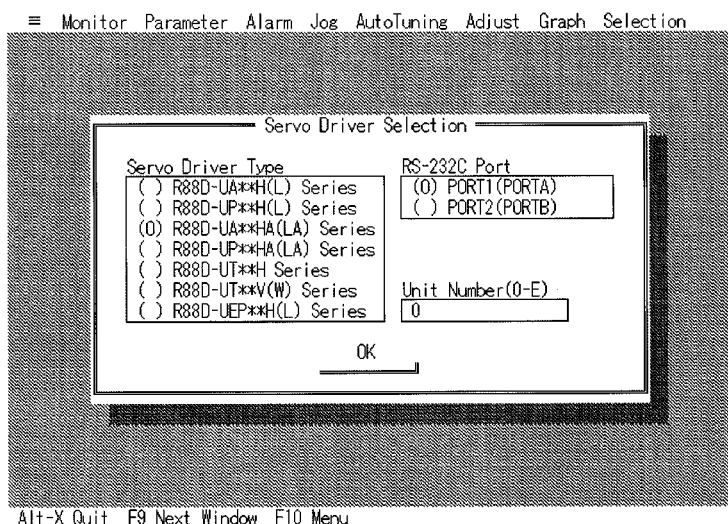 ≡ Monitor Parameter Alarm Jog AutoTuning Adjust Graph Selection
Servo Driver Selection
Servo Driver Type
( ) R88D-UA**H(L) Series
( ) R88D-UP**H(L) Series
(O) R88D-UA**HA(LA) Series
( ) R88D-UP**HA(LA) Series
( ) R88D-UT**H Series
( ) R88D-UT**V(W) Series
( ) R88D-UEP**H(L) Series
RS-232C Port
(O) PORT1(PORTA)
( ) PORT2(PORTB)
Unit Number(0-E)
0
OK
Alt-X Quit F9 Next Window F10 Menu